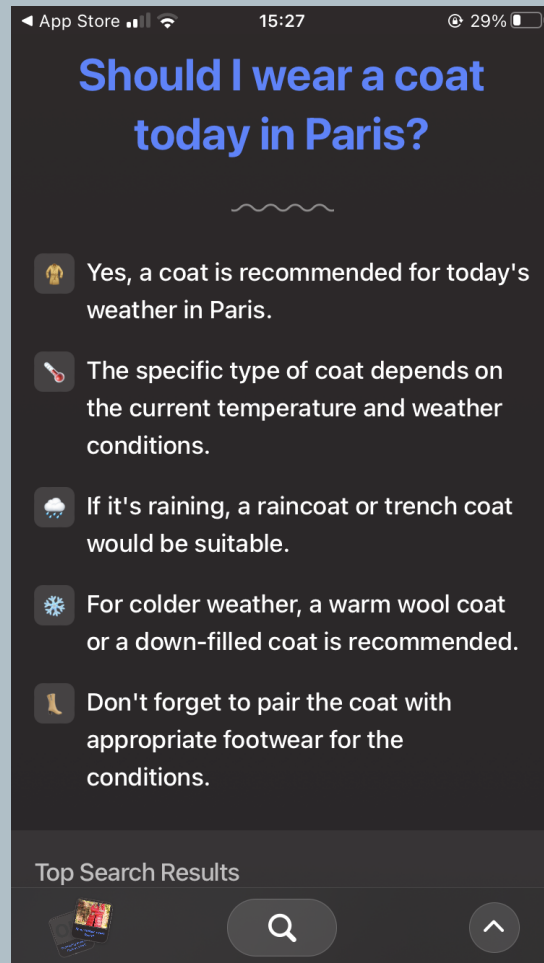 ◀ App Store
15:27
29%
Should I wear a coat
today in Paris?
Yes, a coat is recommended for today's
weather in Paris.
The specific type of coat depends on
the current temperature and weather
conditions.
If it's raining, a raincoat or trench coat
would be suitable.
For colder weather, a warm wool coat
or a down-filled coat is recommended.
Don't forget to pair the coat with
appropriate footwear for the
conditions.
Top Search Results